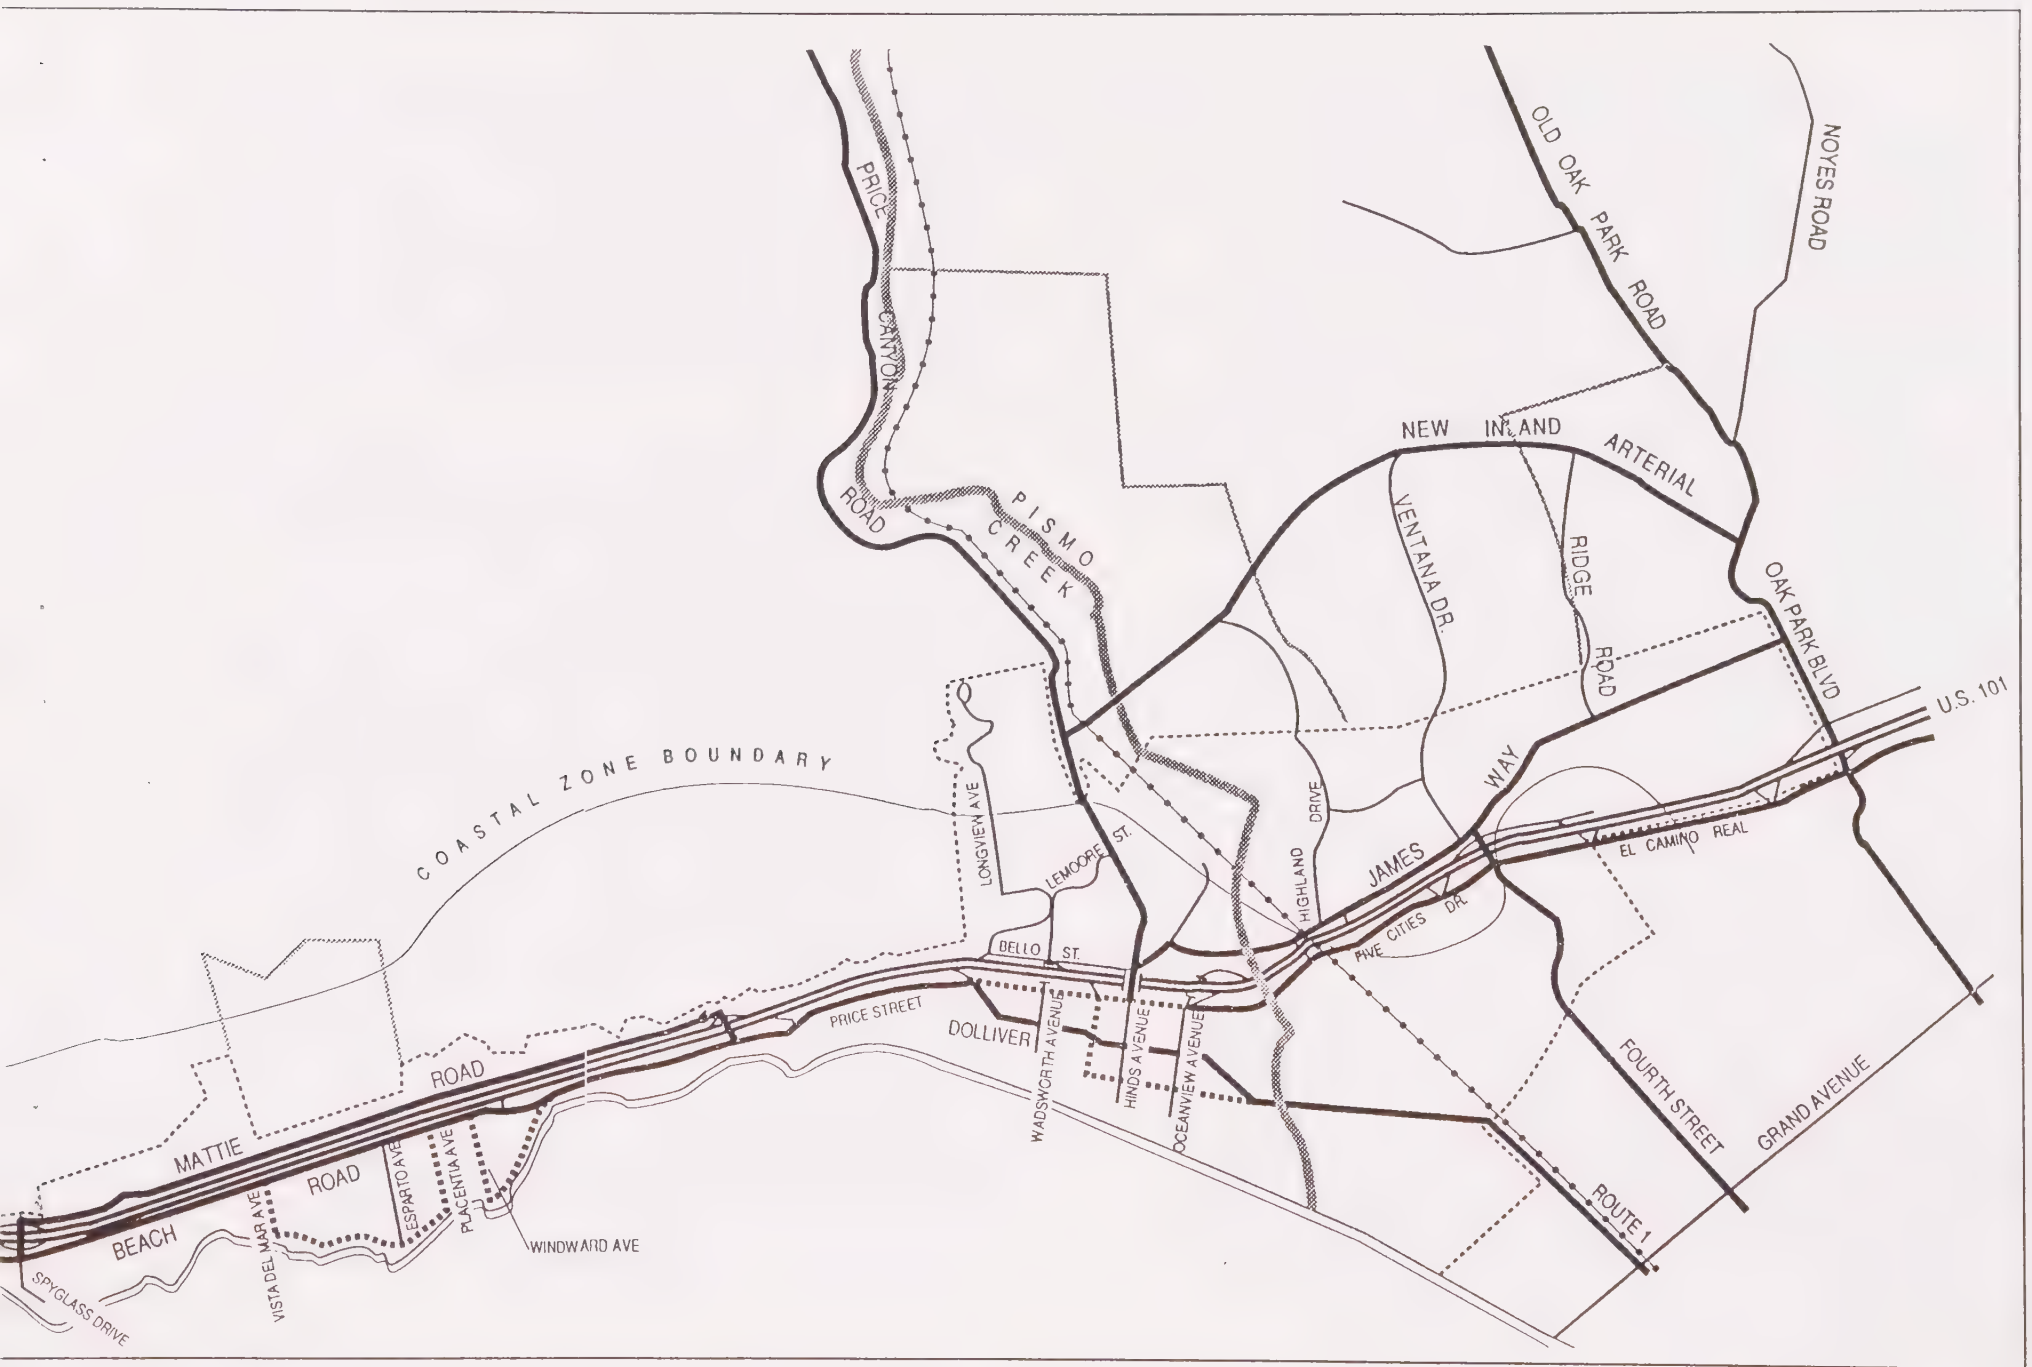 OLD OAK PARK ROAD
NOYES ROAD
PRICE CANYON ROAD
NEW INLAND ARTERIAL
PISMO
CREEK
VENTANA DR.
RIDGE ROAD
OAK PARK BLVD
U.S. 101
COASTAL ZONE BOUNDARY
LONGVIEW AVE
LEMOORE ST.
HIGHLAND DRIVE
JAMES WAY
EL CAMINO REAL
FIVE CITIES DR.
BELLO ST.
PRICE STREET
DOLLIVER
WADSWORTH AVENUE
HINDS AVENUE
OCEANVIEW AVENUE
FOURTH STREET
GRAND AVENUE
ROUTE 1
MATTIE ROAD
BEACH ROAD
ESPARTO AVE
PLACENTIA AVE
WINDWARD AVE
VISTA DEL MAR AVE
SPYGLASS DRIVE